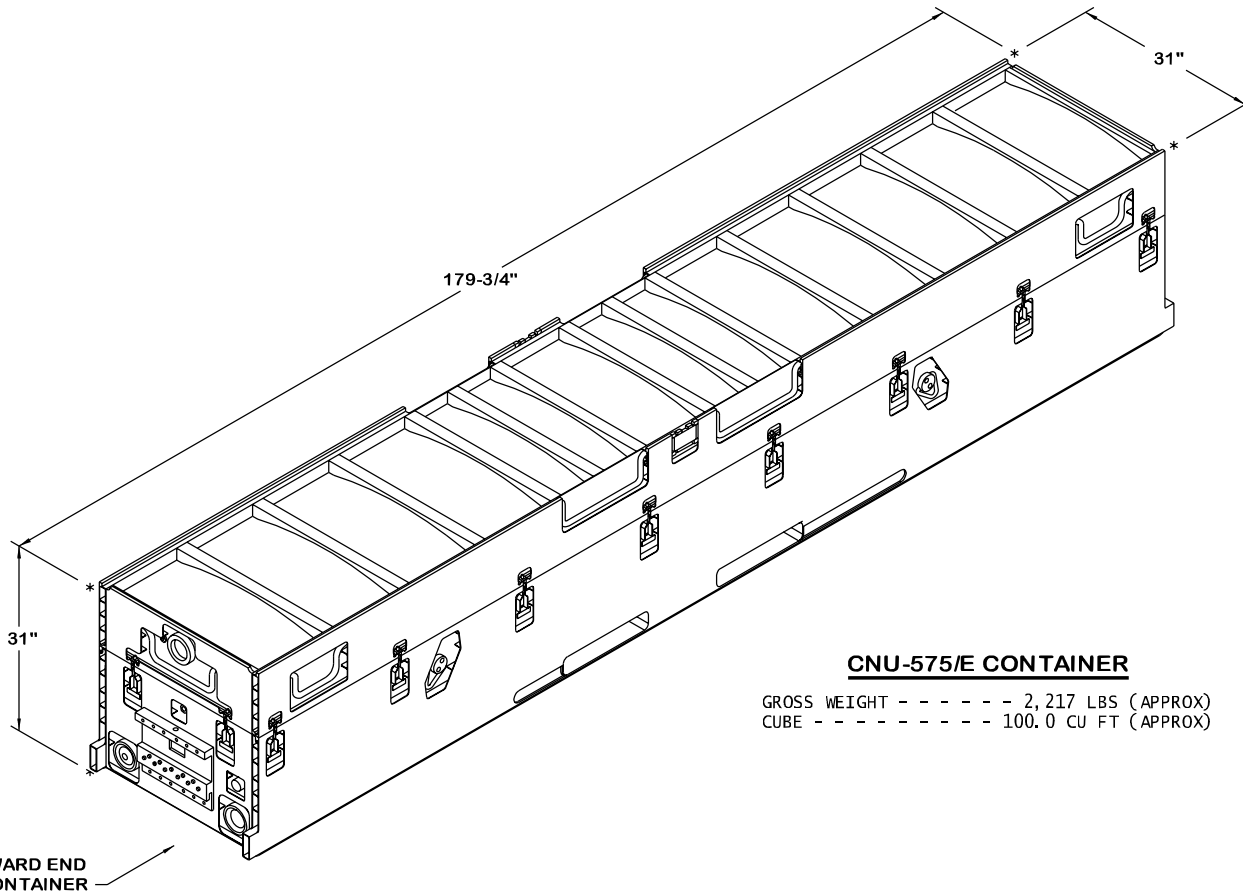 31"
179-3/4"
31"
CNU-575/E CONTAINER
GROSS WEIGHT - - - - - - 2,217 LBS (APPROX)
CUBE - - - - - - - - - - 100.0 CU FT (APPROX)
WARD END
ONTAINER